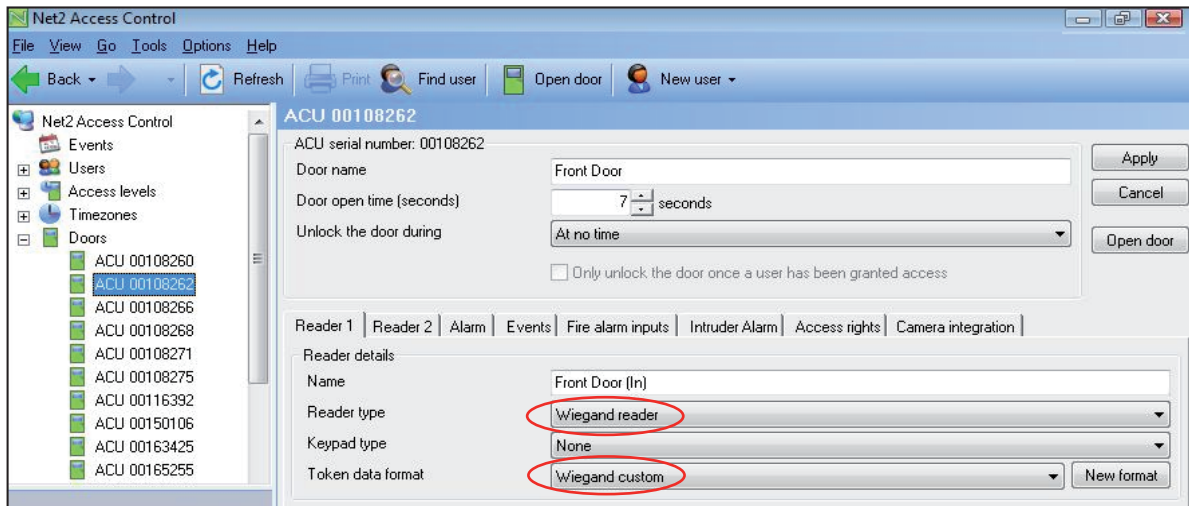 Net2 Access Control
File View Go Tools Options Help
Back Refresh Print Find user Open door New user
Net2 Access Control
Events
Users
Access levels
Timezones
Doors
ACU 00108260
ACU 00108262
ACU 00108266
ACU 00108268
ACU 00108271
ACU 00108275
ACU 00116392
ACU 00150106
ACU 00163425
ACU 00165255
ACU 00108262
ACU serial number: 00108262
Door name Front Door
Door open time (seconds) 7 seconds
Unlock the door during At no time
Only unlock the door once a user has been granted access
Apply
Cancel
Open door
Reader 1 Reader 2 Alarm Events Fire alarm inputs Intruder Alarm Access rights Camera integration
Reader details
Name Front Door (In)
Reader type Wiegand reader
Keypad type None
Token data format Wiegand custom New format